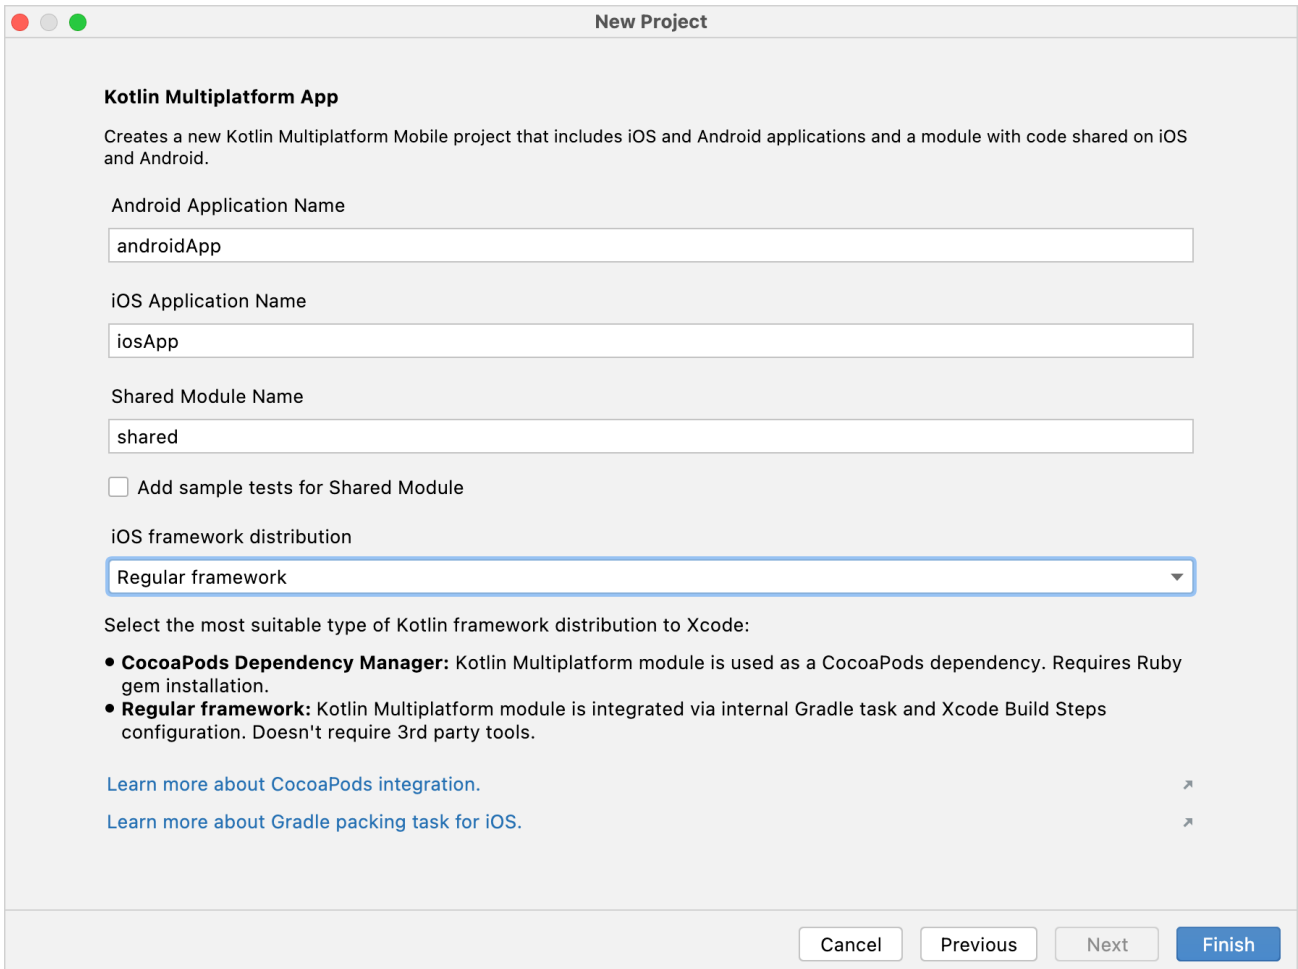 New Project
Kotlin Multiplatform App
Creates a new Kotlin Multiplatform Mobile project that includes iOS and Android applications and a module with code shared on iOS
and Android.
Android Application Name
androidApp
iOS Application Name
iosApp
Shared Module Name
shared
Add sample tests for Shared Module
iOS framework distribution
Regular framework
Select the most suitable type of Kotlin framework distribution to Xcode:
• CocoaPods Dependency Manager: Kotlin Multiplatform module is used as a CocoaPods dependency. Requires Ruby
gem installation.
• Regular framework: Kotlin Multiplatform module is integrated via internal Gradle task and Xcode Build Steps
configuration. Doesn't require 3rd party tools.
Learn more about CocoaPods integration.
Learn more about Gradle packing task for iOS.
Cancel Previous Next Finish